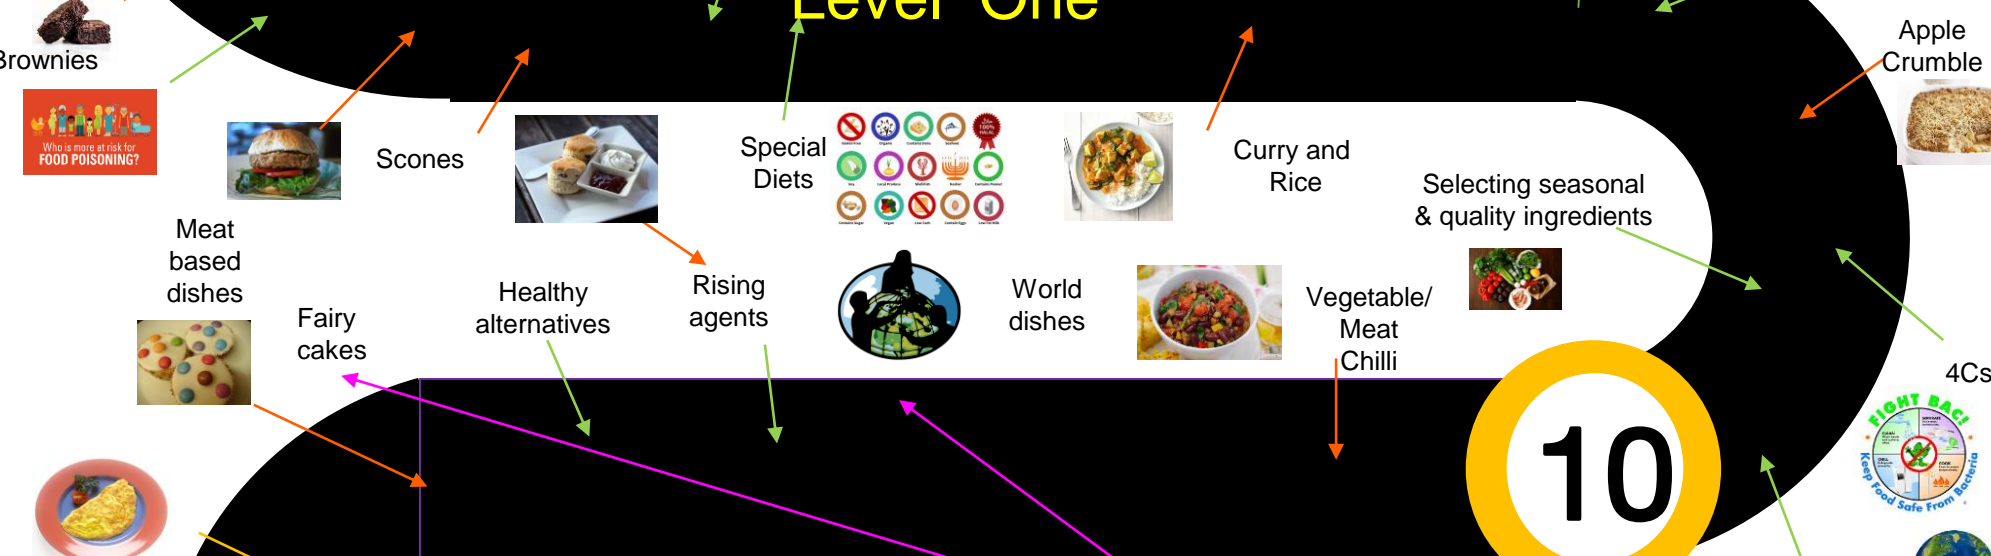 Level One
Brownies
Who is more at risk for
FOOD POISONING?
Scones
Special
Diets
Curry and
Rice
Apple
Crumble
Selecting seasonal
& quality ingredients
Meat
based
dishes
Fairy
cakes
Healthy
alternatives
Rising
agents
World
dishes
Vegetable/
Meat
Chilli
10
4Cs
FIGHT BAC!
Keep Food Safe From Bacteria